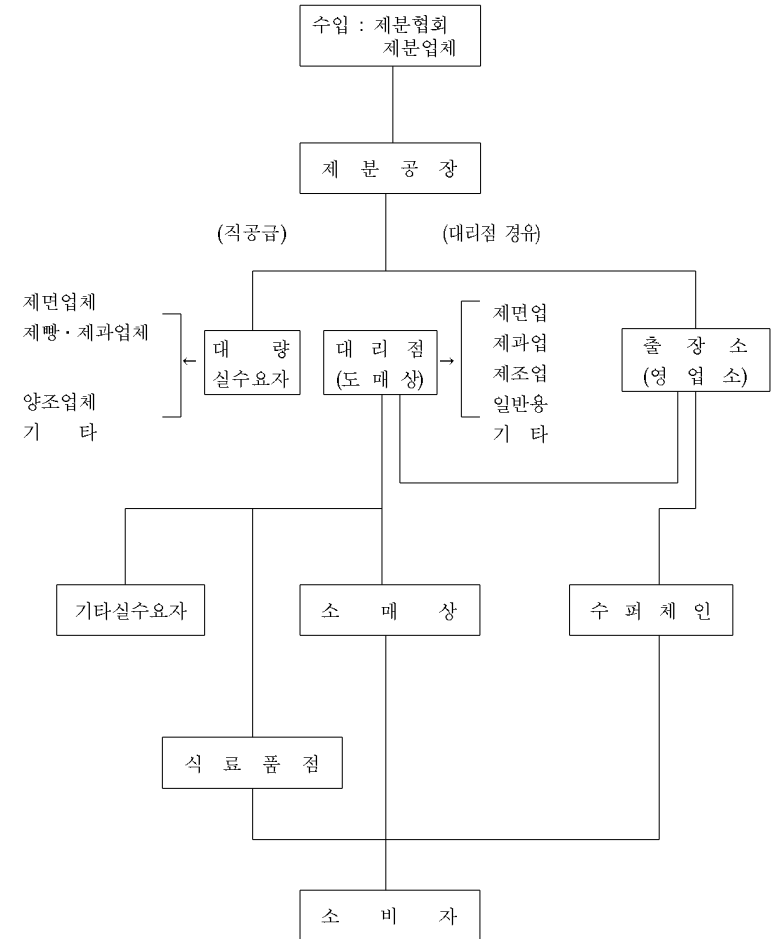 수입 : 제분협회
제분업체
제 분 공 장
(직공급)
(대리점 경유)
제면업체
제빵·제과업체
양조업체
기 타
←
대 량
실수요자
대 리 점
(도 매 상)
→
제면업
제과업
제조업
일반용
기 타
출 장 소
(영 업 소)
기타실수요자
소 매 상
수 퍼 체 인
식 료 품 점
소 비 자